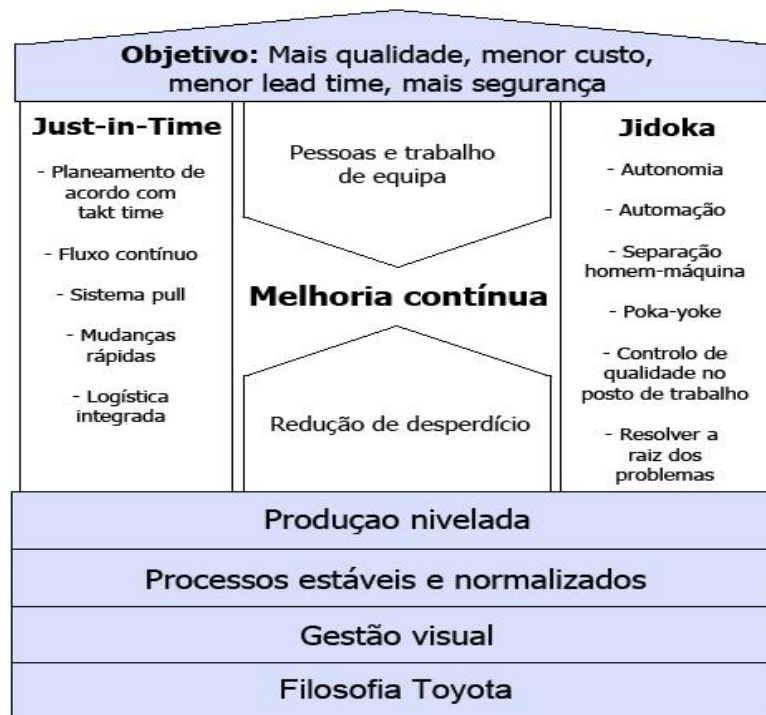 Objetivo: Mais qualidade, menor custo,
menor lead time, mais segurança
Just-in-Time
- Planeamento de
acordo com
takt time
- Fluxo contínuo
- Sistema pull
- Mudanças
rápidas
- Logística
integrada
Pessoas e trabalho
de equipa
Melhoria contínua
Redução de desperdício
Jidoka
- Autonomia
- Automação
- Separação
homem-máquina
- Poka-yoke
- Controlo de
qualidade no
posto de trabalho
- Resolver a
raiz dos
problemas
Produçao nivelada
Processos estáveis e normalizados
Gestão visual
Filosofia Toyota